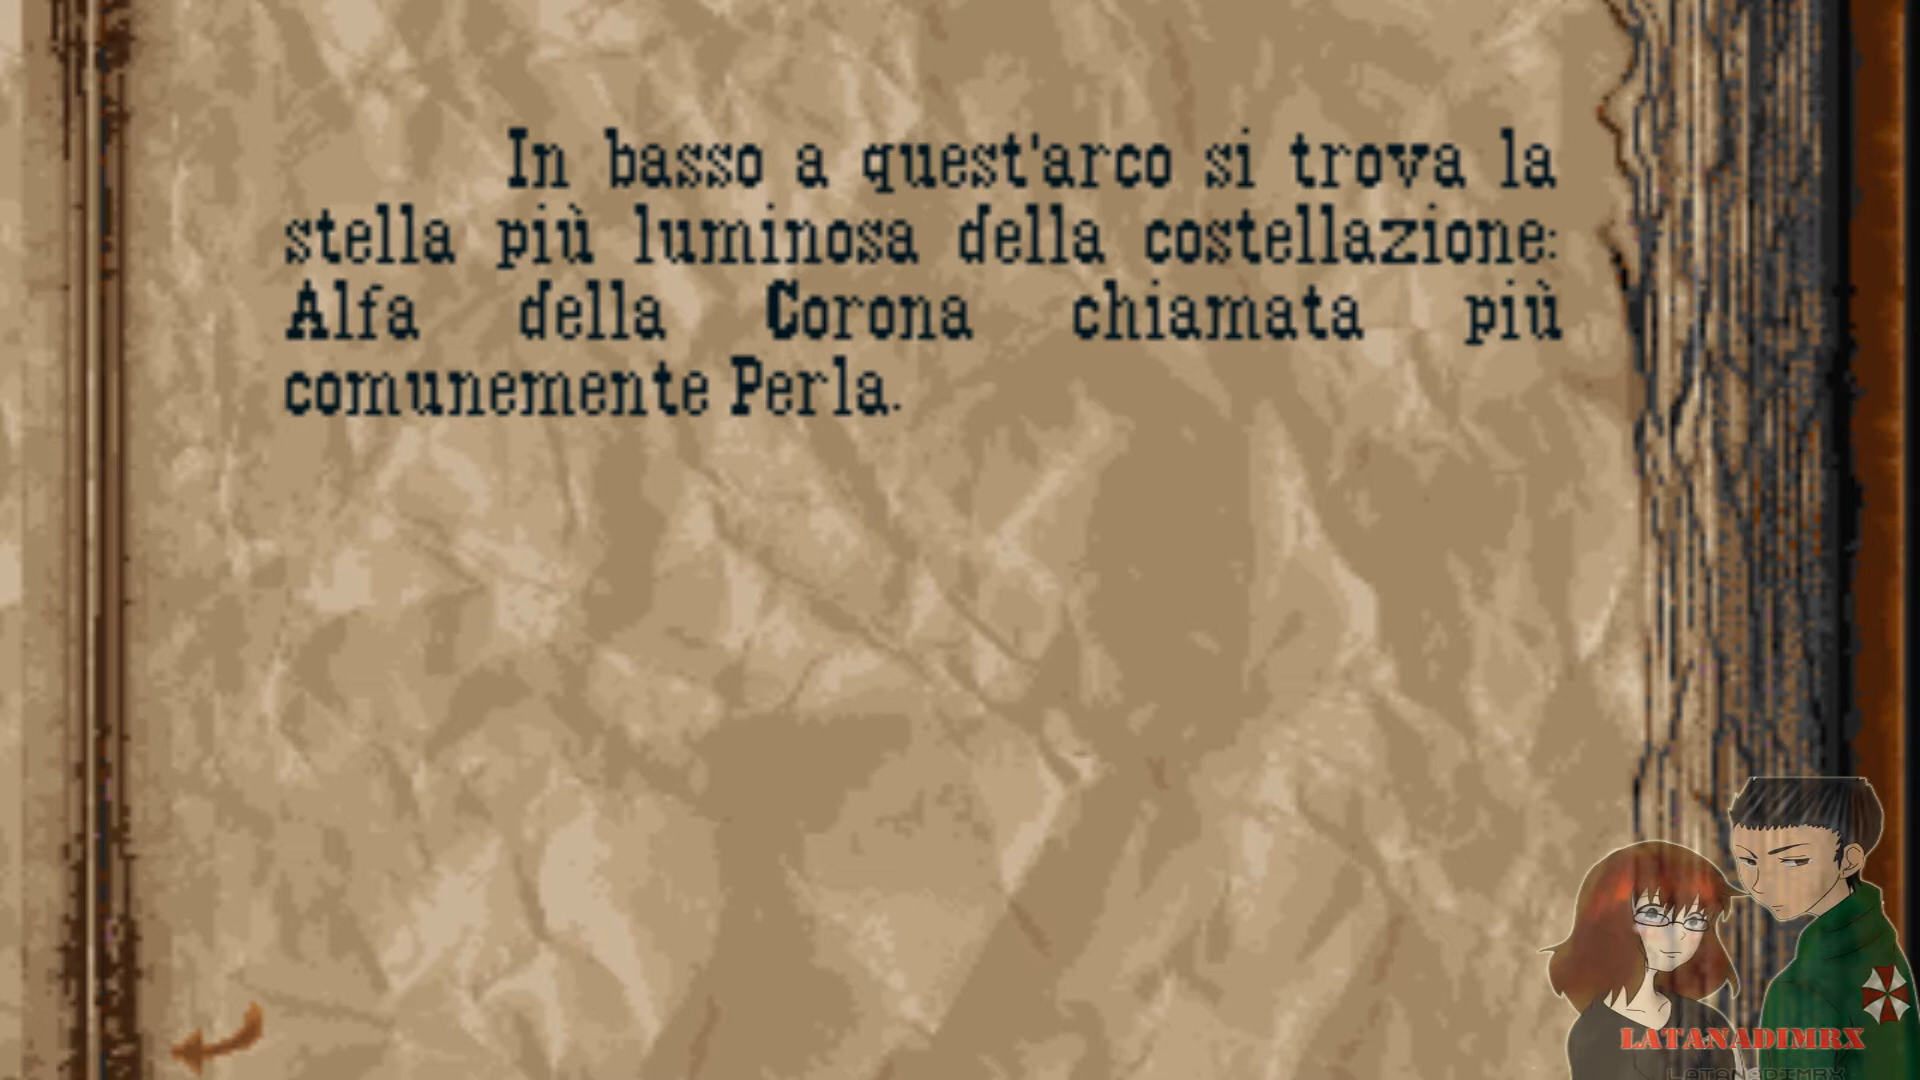 In basso a quest'arco si trova la
stella più luminosa della costellazione:
Alfa della Corona chiamata più
comunemente Perla.
LATANADIMRX
LATANADIMRX